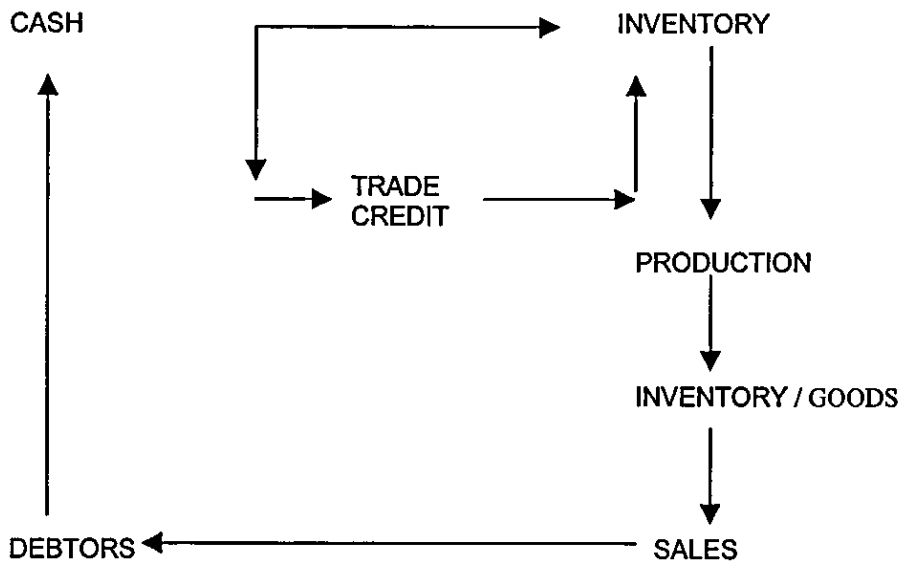 CASH
INVENTORY
TRADE
CREDIT
PRODUCTION
INVENTORY / GOODS
DEBTORS
SALES